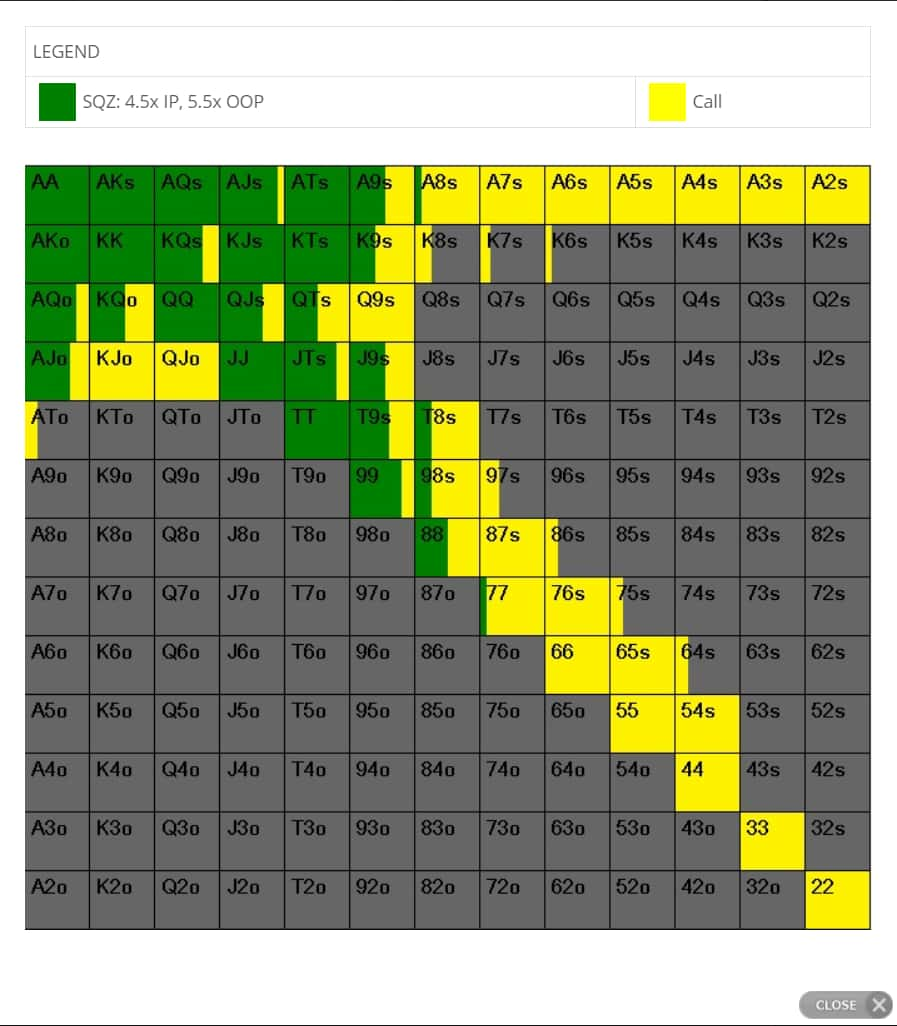 LEGEND
SQZ: 4.5x IP, 5.5x OOP Call
AA AKs AQs AJs ATs A9s A8s A7s A6s A5s A4s A3s A2s
AKo KK KQs KJs KTs K9s K8s K7s K6s K5s K4s K3s K2s
AQo KQo QQ QJs QTs Q9s Q8s Q7s Q6s Q5s Q4s Q3s Q2s
AJo KJo QJo JJ JTs J9s J8s J7s J6s J5s J4s J3s J2s
ATo KTo QTo JTo TT T9s T8s T7s T6s T5s T4s T3s T2s
A9o K9o Q9o J9o T9o 99 98s 97s 96s 95s 94s 93s 92s
A8o K8o Q8o J8o T8o 98o 88 87s 86s 85s 84s 83s 82s
A7o K7o Q7o J7o T7o 97o 87o 77 76s 75s 74s 73s 72s
A6o K6o Q6o J6o T6o 96o 86o 76o 66 65s 64s 63s 62s
A5o K5o Q5o J5o T5o 95o 85o 75o 65o 55 54s 53s 52s
A4o K4o Q4o J4o T4o 94o 84o 74o 64o 54o 44 43s 42s
A3o K3o Q3o J3o T3o 93o 83o 73o 63o 53o 43o 33 32s
A2o K2o Q2o J2o T2o 92o 82o 72o 62o 52o 42o 32o 22
CLOSE